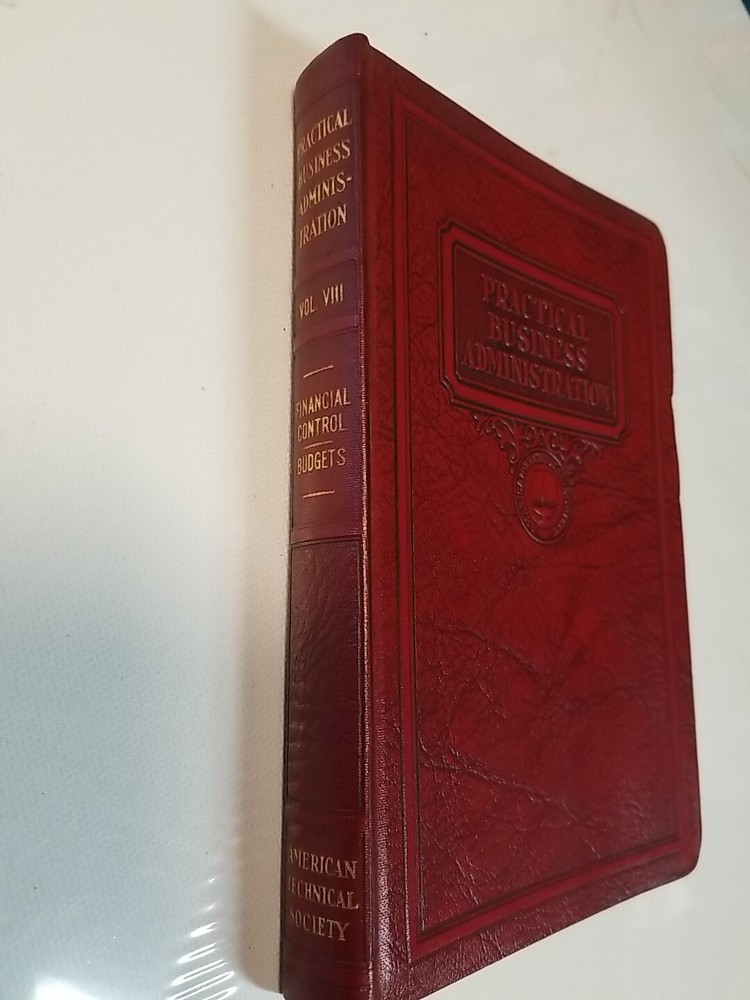 PRACTICAL
BUSINESS
ADMINIS-
TRATION
VOL. VIII
FINANCIAL
CONTROL
BUDGETS
AMERICAN
TECHNICAL
SOCIETY
PRACTICAL
BUSINESS
ADMINISTRATION